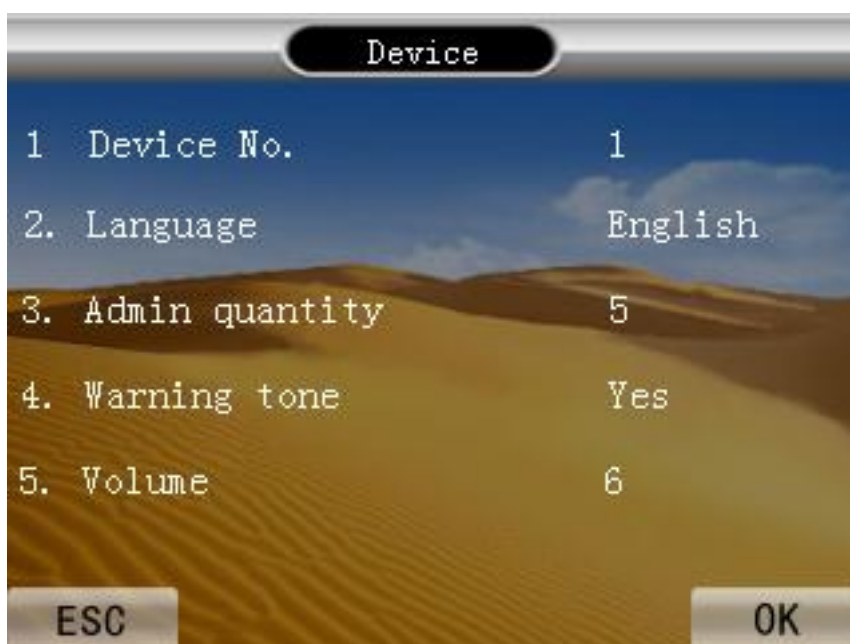 Device
1 Device No. 1
2. Language English
3. Admin quantity 5
4. Warning tone Yes
5. Volume 6
ESC OK